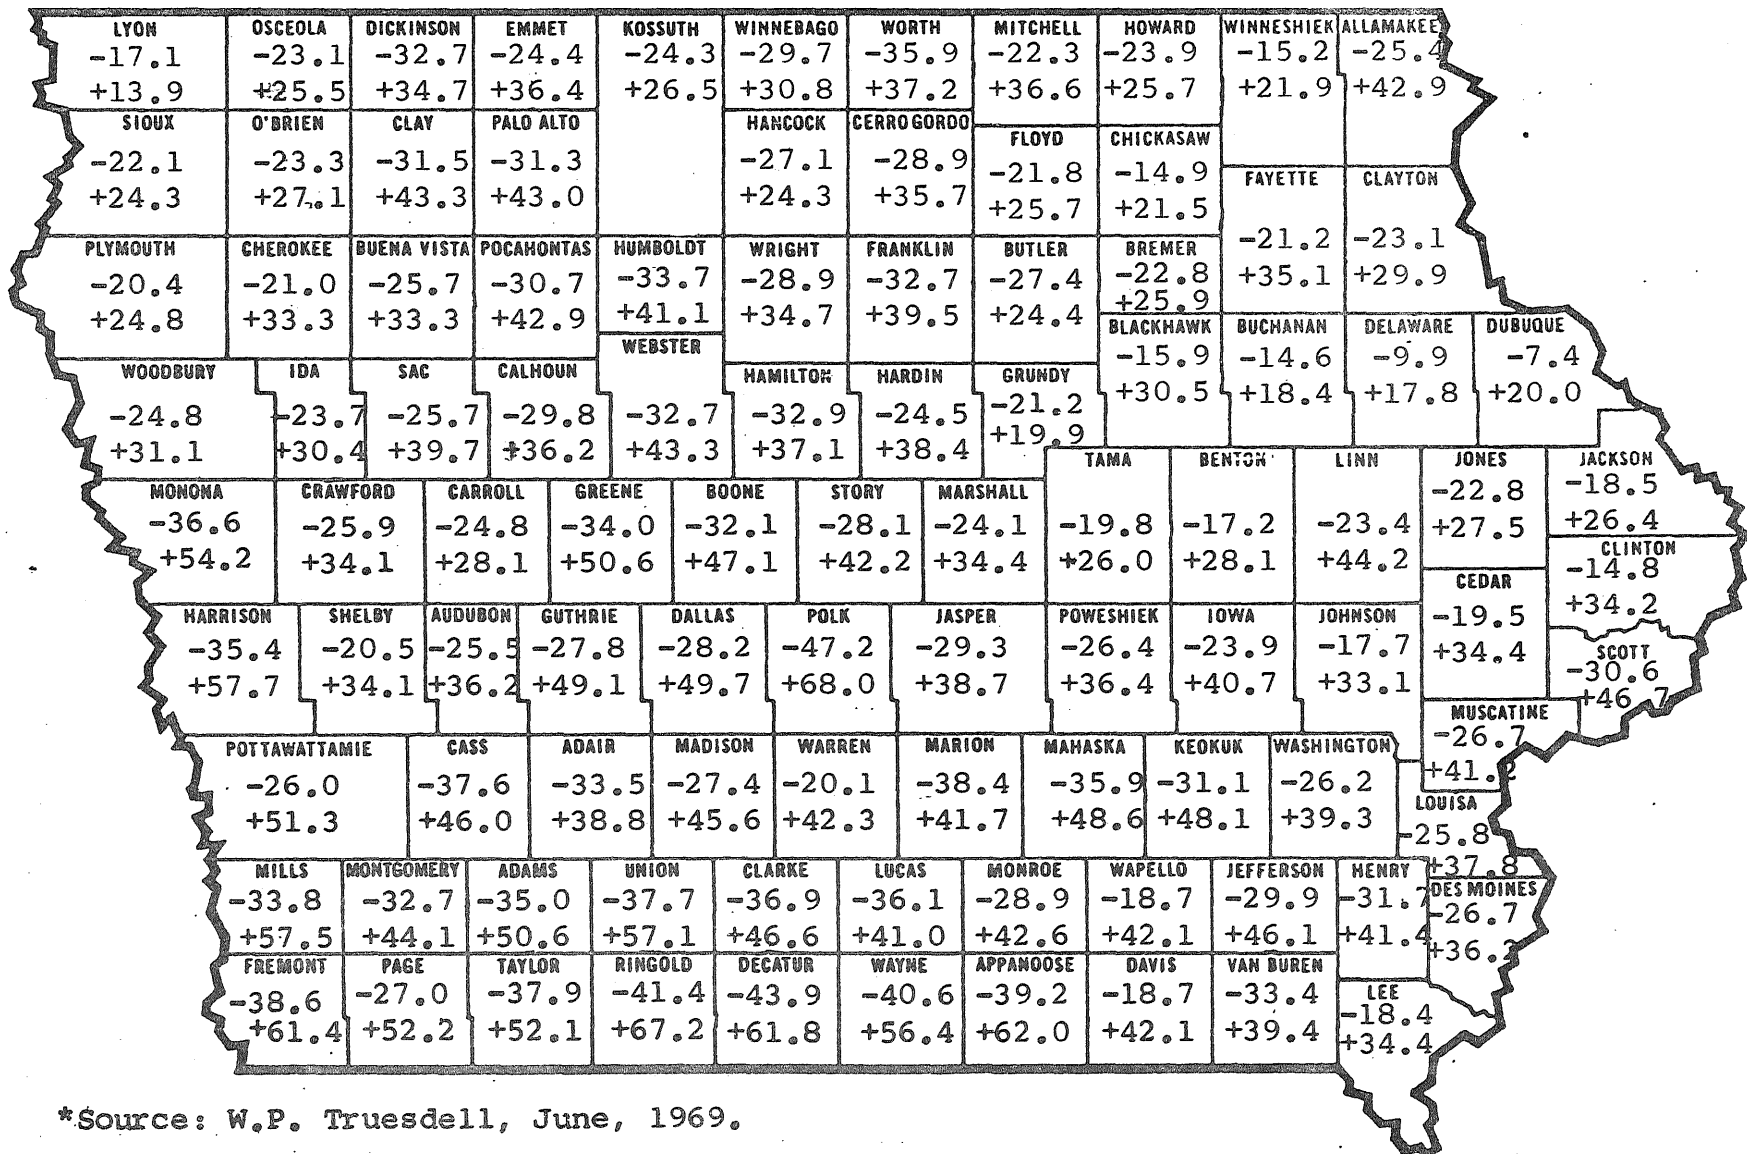 LYON OSCEOLA DICKINSON EMMET KOSSUTH WINNEBAGO WORTH MITCHELL HOWARD WINNESHIEK ALLAMAKEE
-17.1 -23.1 -32.7 -24.4 -24.3 -29.7 -35.9 -22.3 -23.9 -15.2 -25.4
+13.9 +25.5 +34.7 +36.4 +26.5 +30.8 +37.2 +36.6 +25.7 +21.9 +42.9
SIOUX O'BRIEN CLAY PALO ALTO HANCOCK CERRO GORDO FLOYD CHICKASAW
-22.1 -23.3 -31.5 -31.3 -27.1 -28.9 -21.8 -14.9
+24.3 +27.1 +43.3 +43.0 +24.3 +35.7 +25.7 +21.5
FAYETTE CLAYTON
-21.2 -23.1
+35.1 +29.9
PLYMOUTH CHEROKEE BUENA VISTA POCAHONTAS HUMBOLDT WRIGHT FRANKLIN BUTLER BREMER
-20.4 -21.0 -25.7 -30.7 -33.7 -28.9 -32.7 -27.4 -22.8
+24.8 +33.3 +33.3 +42.9 +41.1 +34.7 +39.5 +24.4 +25.9
BLACKHAWK BUCHANAN DELAWARE DUBUQUE
-15.9 -14.6 -9.9 -7.4
+30.5 +18.4 +17.8 +20.0
WOODBURY IDA SAC CALHOUN WEBSTER HAMILTON HARDIN GRUNDY
-24.8 -23.7 -25.7 -29.8 -32.7 -32.9 -24.5 -21.2
+31.1 +30.4 +39.7 +36.2 +43.3 +37.1 +38.4 +19.9
TAMA BENTON LINN JONES JACKSON
-19.8 -17.2 -23.4 -22.8 -18.5
+26.0 +28.1 +44.2 +27.5 +26.4
MONONA CRAWFORD CARROLL GREENE BOONE STORY MARSHALL
-36.6 -25.9 -24.8 -34.0 -32.1 -28.1 -24.1
+54.2 +34.1 +28.1 +50.6 +47.1 +42.2 +34.4
CLINTON
-14.8
+34.2
CEDAR
-19.5
+34.4
HARRISON SHELBY AUDUBON GUTHRIE DALLAS POLK JASPER POWESHIEK IOWA JOHNSON
-35.4 -20.5 -25.5 -27.8 -28.2 -47.2 -29.3 -26.4 -23.9 -17.7
+57.7 +34.1 +36.2 +49.1 +49.7 +68.0 +38.7 +36.4 +40.7 +33.1
SCOTT
-30.6
+46.7
MUSCATINE
-26.7
+41.2
POTTAWATTAMIE CASS ADAIR MADISON WARREN MARION MAHASKA KEOKUK WASHINGTON
-26.0 -37.6 -33.5 -27.4 -20.1 -38.4 -35.9 -31.1 -26.2
+51.3 +46.0 +38.8 +45.6 +42.3 +41.7 +48.6 +48.1 +39.3
LOUISA
-25.8
+37.8
MILLS MONTGOMERY ADAMS UNION CLARKE LUCAS MONROE WAPELLO JEFFERSON HENRY
-33.8 -32.7 -35.0 -37.7 -36.9 -36.1 -28.9 -18.7 -29.9 -31.7
+57.5 +44.1 +50.6 +57.1 +46.6 +41.0 +42.6 +42.1 +46.1 +41.4
DES MOINES
-26.7
+36.2
FREMONT PAGE TAYLOR RINGOLD DECATUR WAYNE APPANOOSE DAVIS VAN BUREN LEE
-38.6 -27.0 -37.9 -41.4 -43.9 -40.6 -39.2 -18.7 -33.4 -18.4
+61.4 +52.2 +52.1 +67.2 +61.8 +56.4 +62.0 +42.1 +39.4 +34.4
*Source: W.P. Truesdell, June, 1969.